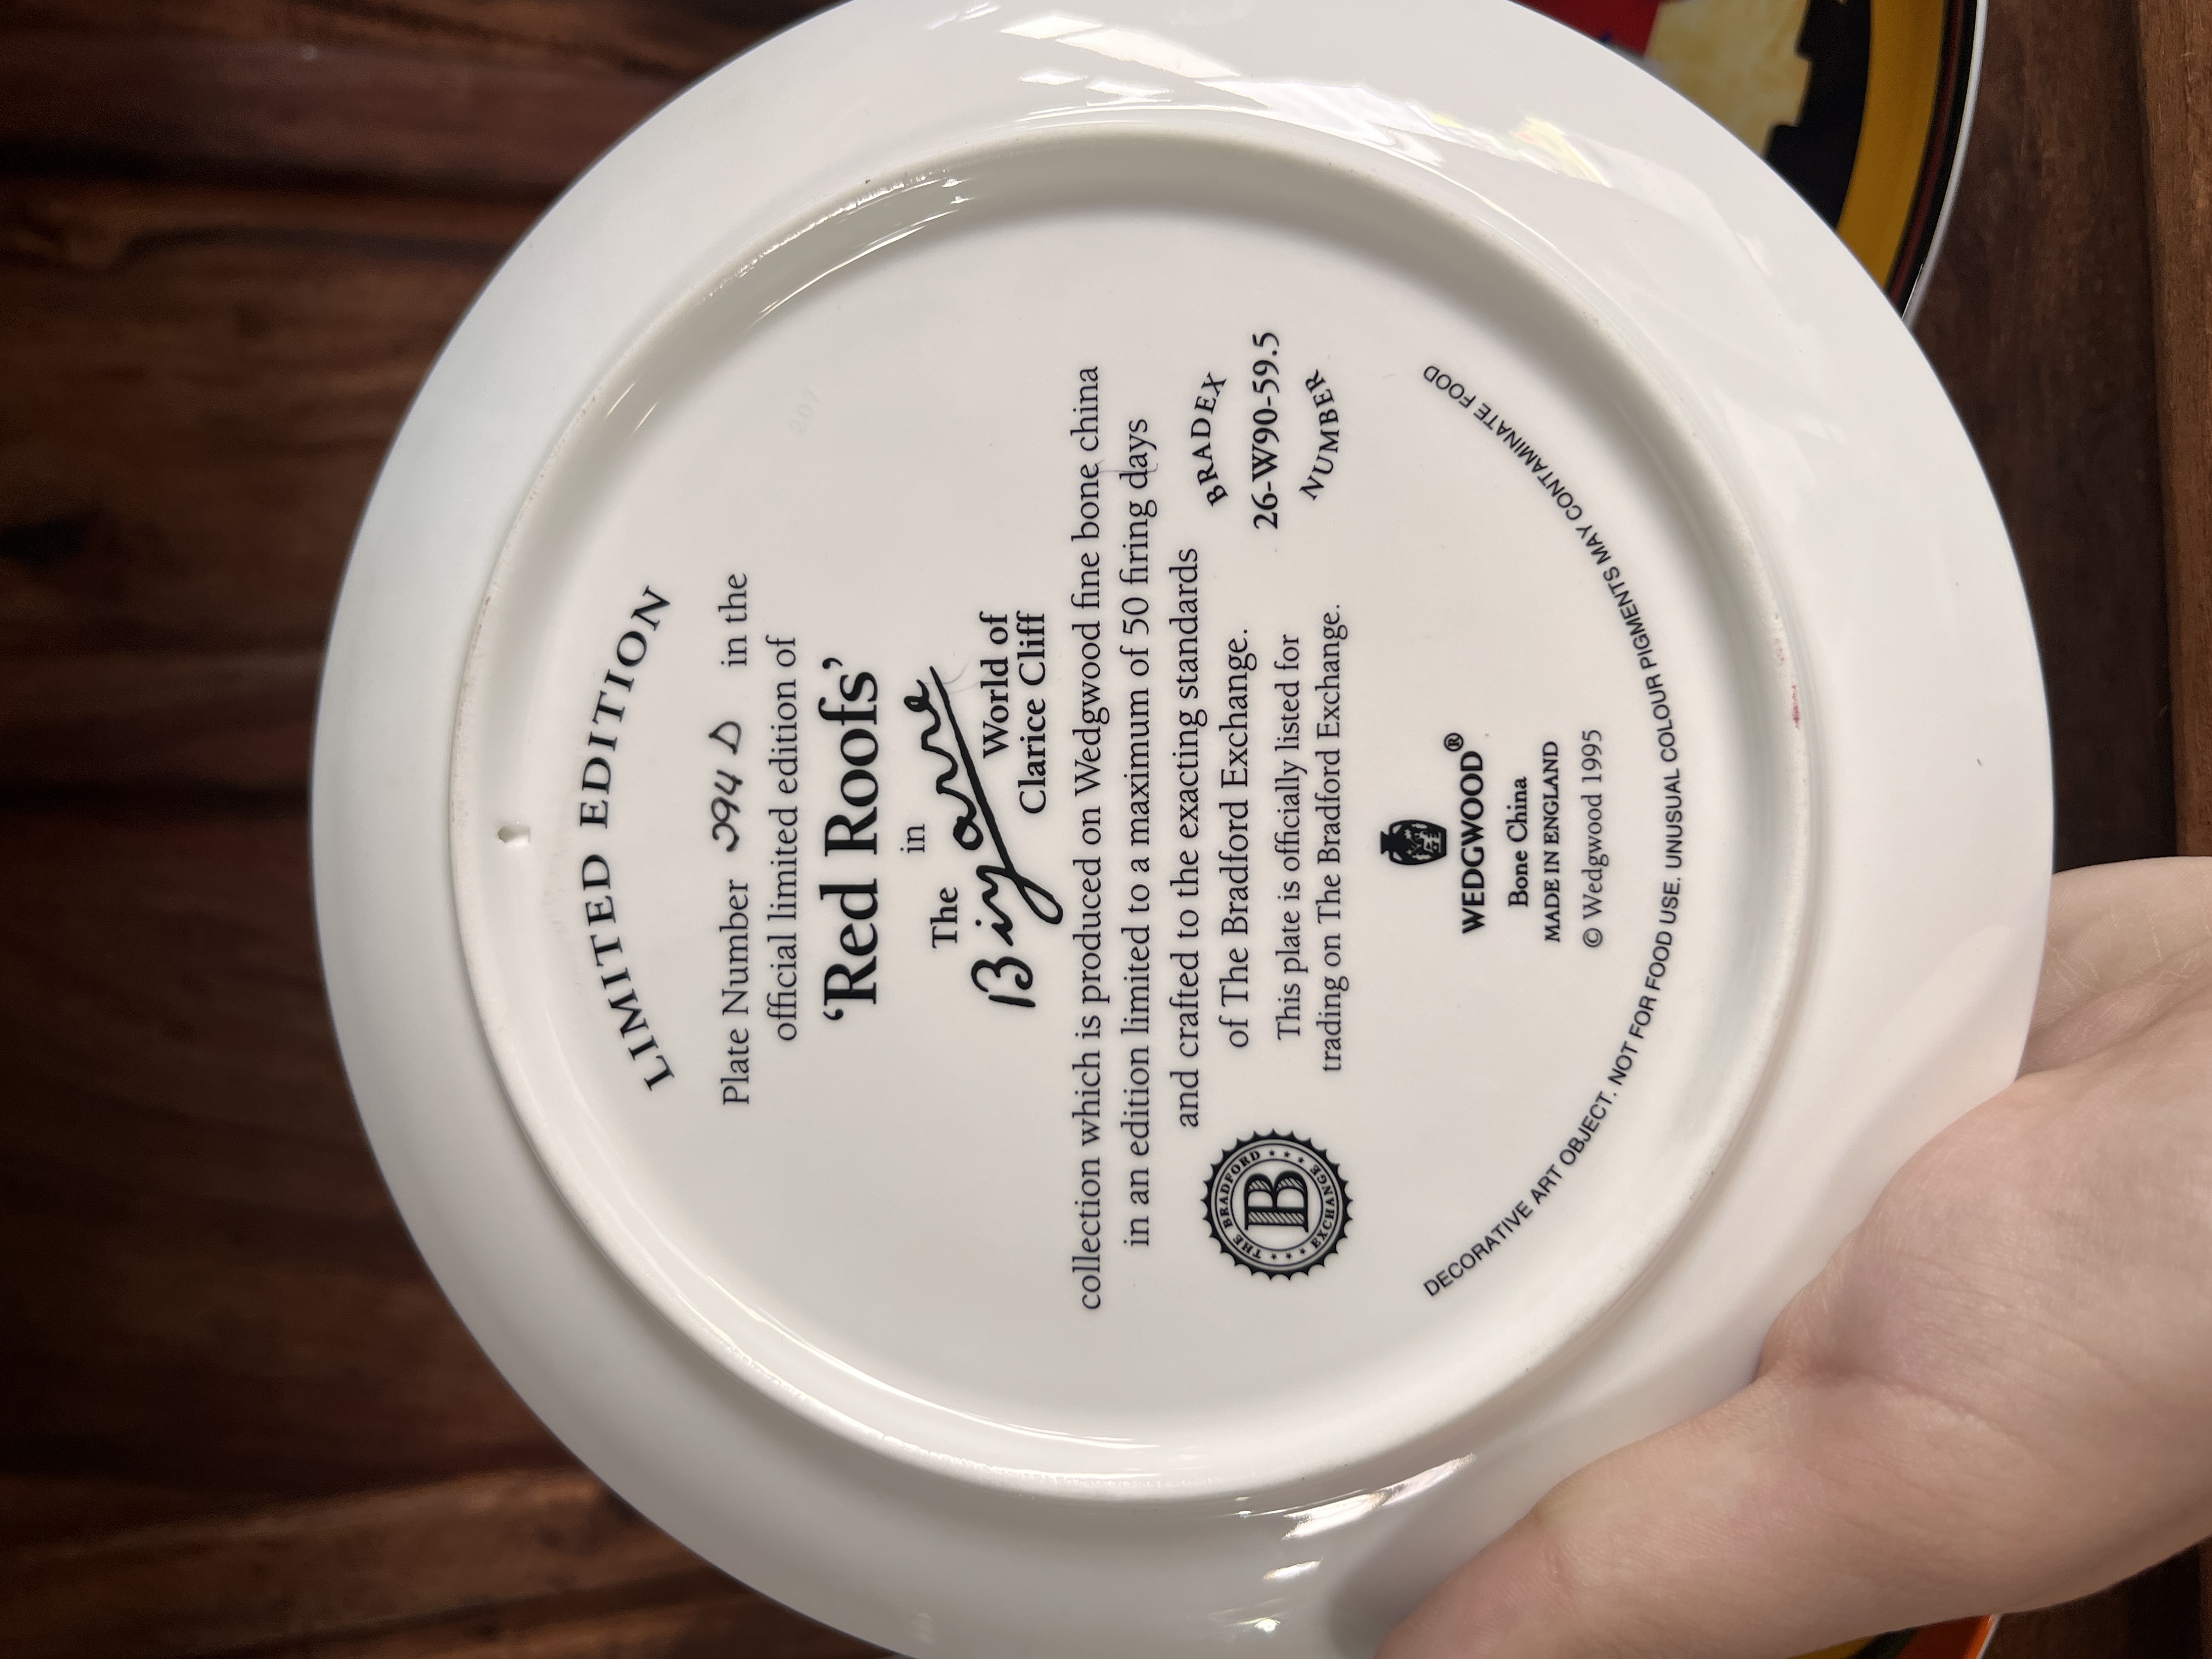 LIMITED EDITION
Plate Number 294 D in the
official limited edition of
'Red Roofs'
in
The Bizarre World of
Clarice Cliff
collection which is produced on Wedgwood fine bone china
in an edition limited to a maximum of 50 firing days
and crafted to the exacting standards
of The Bradford Exchange.
This plate is officially listed for
trading on The Bradford Exchange.
THE BRADFORD EXCHANGE
B
BRADEX
26-W90-59.5
NUMBER
WEDGWOOD®
Bone China
MADE IN ENGLAND
© Wedgwood 1995
DECORATIVE ART OBJECT. NOT FOR FOOD USE. UNUSUAL COLOUR PIGMENTS MAY CONTAMINATE FOOD